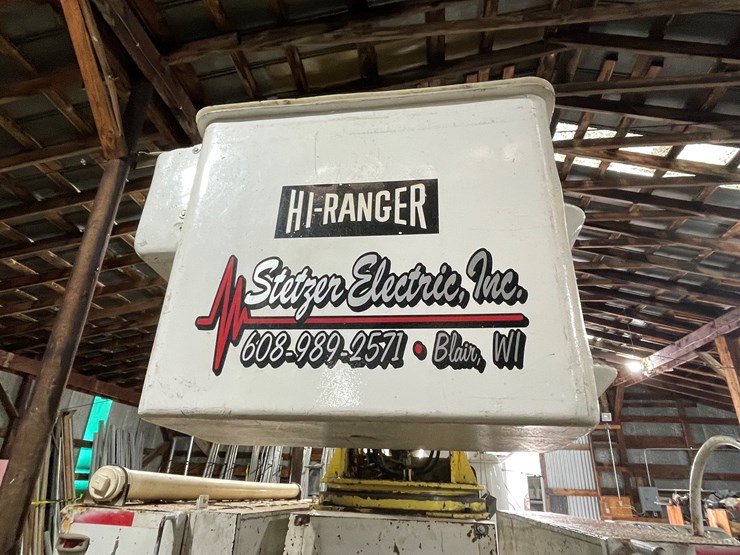 HI-RANGER
Stetzer Electric, Inc.
608-989-2571 • Blair, WI